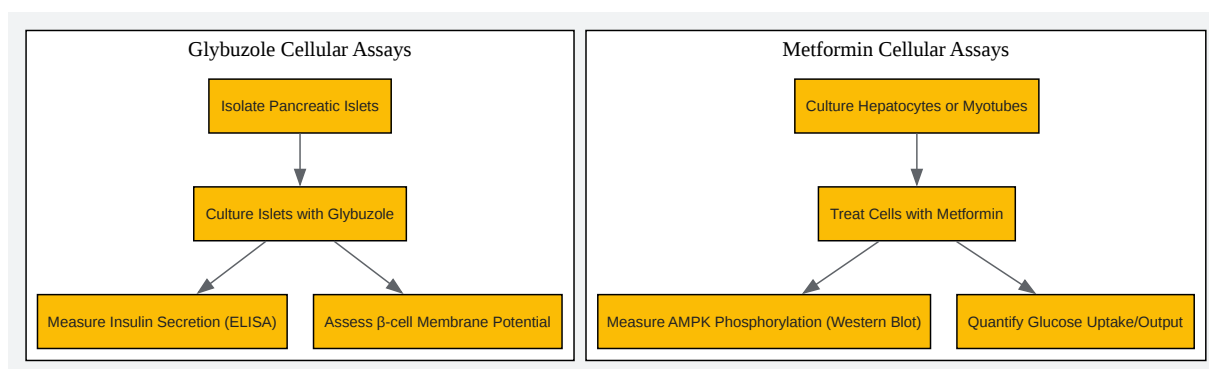 Glybuzole Cellular Assays
Isolate Pancreatic Islets
Culture Islets with Glybuzole
Measure Insulin Secretion (ELISA)
Assess β-cell Membrane Potential
Metformin Cellular Assays
Culture Hepatocytes or Myotubes
Treat Cells with Metformin
Measure AMPK Phosphorylation (Western Blot)
Quantify Glucose Uptake/Output